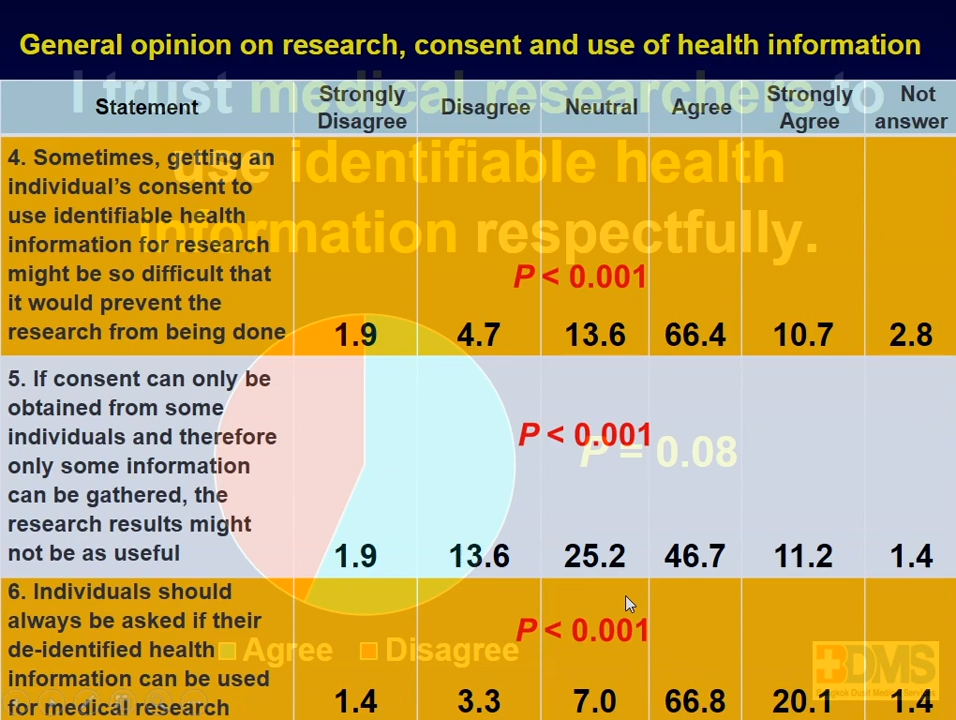 General opinion on research, consent and use of health information
I trust medical researchers to
use identifiable health
information respectfully.
P = 0.08
Agree Disagree
Statement Strongly Disagree Disagree Neutral Agree Strongly Agree Not answer
4. Sometimes, getting an
individual's consent to
use identifiable health
information for research
might be so difficult that
it would prevent the
research from being done
P < 0.001
1.9 4.7 13.6 66.4 10.7 2.8
5. If consent can only be
obtained from some
individuals and therefore
only some information
can be gathered, the
research results might
not be as useful
P < 0.001
1.9 13.6 25.2 46.7 11.2 1.4
6. Individuals should
always be asked if their
de-identified health
information can be used
for medical research
P < 0.001
1.4 3.3 7.0 66.8 20.1 1.4
BDMS
Bangkok Dusit Medical Services